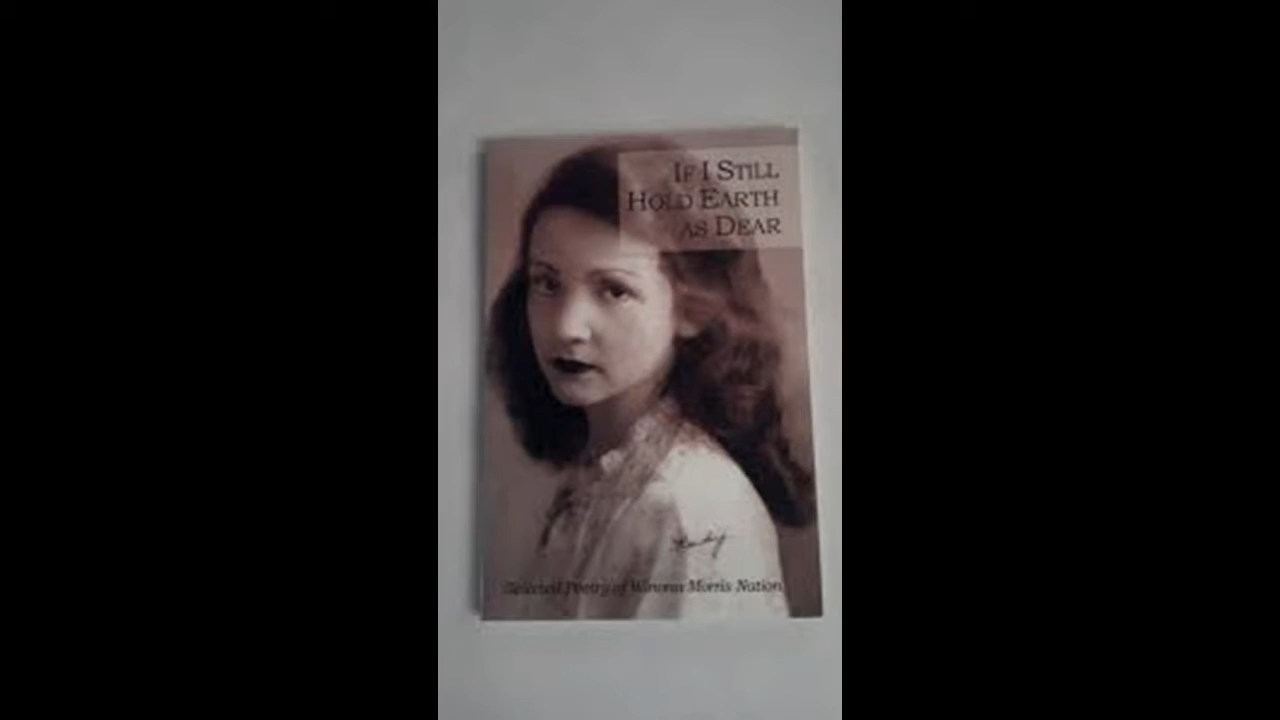 IF I STILL
HOLD EARTH
AS DEAR
Selected Poetry of Winona Morris Nation